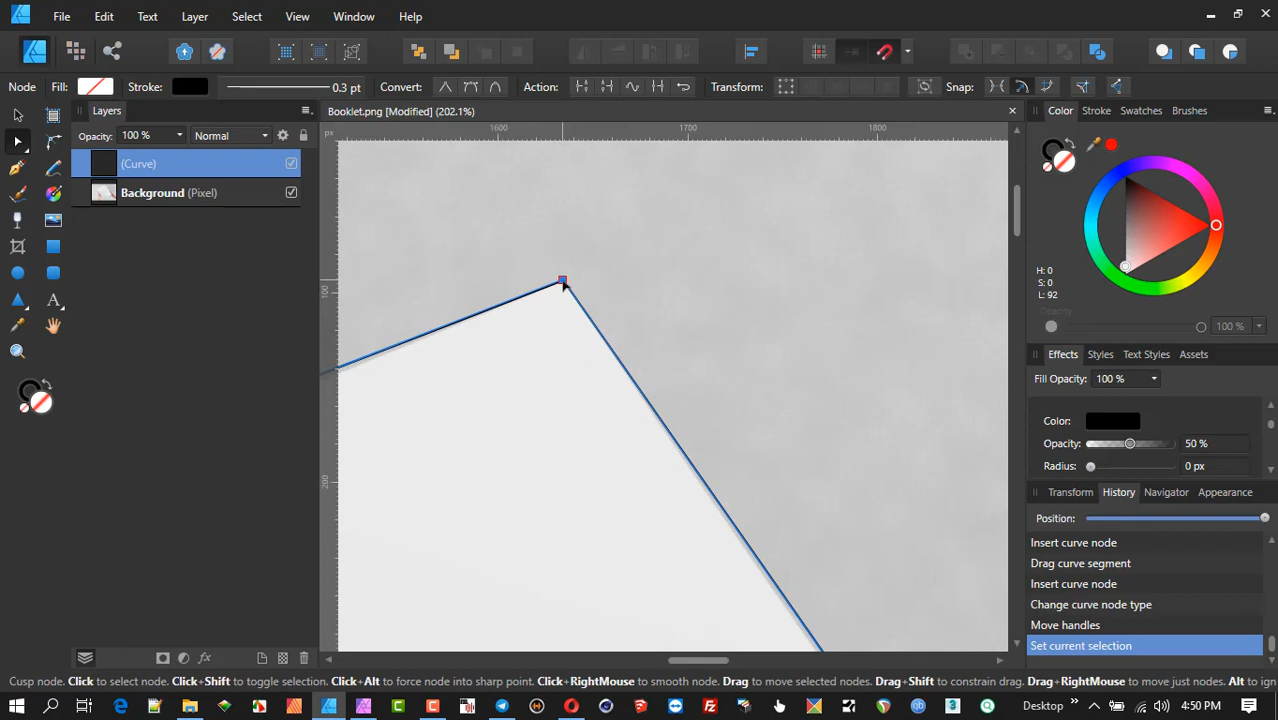 File Edit Text Layer Select View Window Help
Node Fill: Stroke: 0.3 pt Convert: Action: Transform: Snap:
Layers
Opacity: 100 % Normal
(Curve)
Background (Pixel)
Booklet.png [Modified] (202.1%)
px 1600 1700 1800
100
200
Color Stroke Swatches Brushes
H: 0
S: 0
L: 92
Opacity
100 %
Effects Styles Text Styles Assets
Fill Opacity: 100 %
Color:
Opacity: 50 %
Radius: 0 px
Transform History Navigator Appearance
Position:
Insert curve node
Drag curve segment
Insert curve node
Change curve node type
Move handles
Set current selection
Cusp node. Click to select node. Click+Shift to toggle selection. Click+Alt to force node into sharp point. Click+RightMouse to smooth node. Drag to move selected nodes. Drag+Shift to constrain drag. Drag+RightMouse to move just nodes. Alt to ign
Desktop 4:50 PM